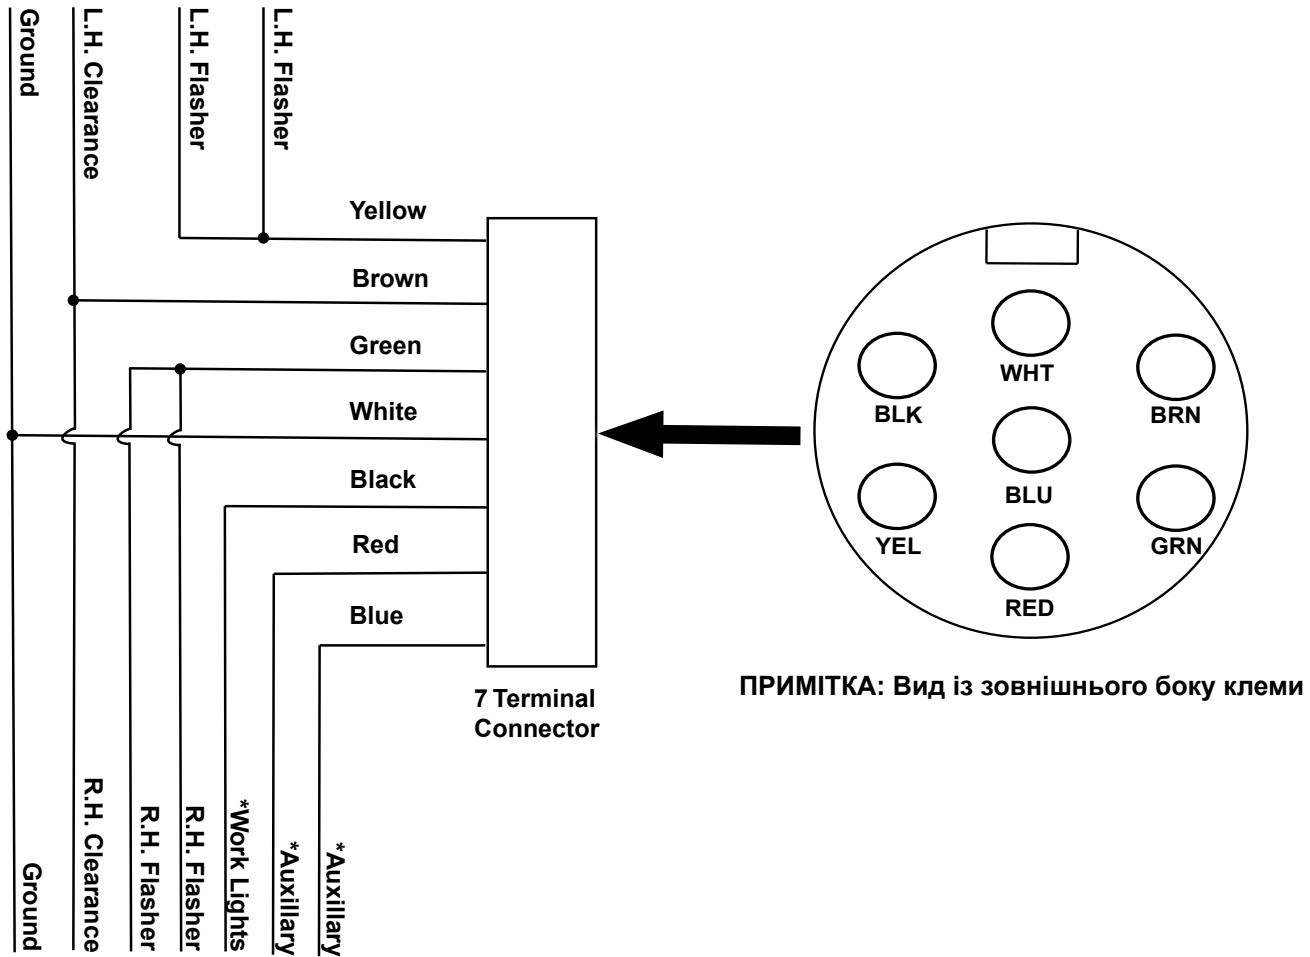 Ground
L.H. Clearance
L.H. Flasher
L.H. Flasher
Yellow
Brown
Green
White
Black
Red
Blue
7 Terminal
Connector
WHT
BLK
BRN
BLU
YEL
GRN
RED
ПРИМІТКА: Вид із зовнішнього боку клеми
Ground
R.H. Clearance
R.H. Flasher
R.H. Flasher
*Work Lights
*Auxillary
*Auxillary